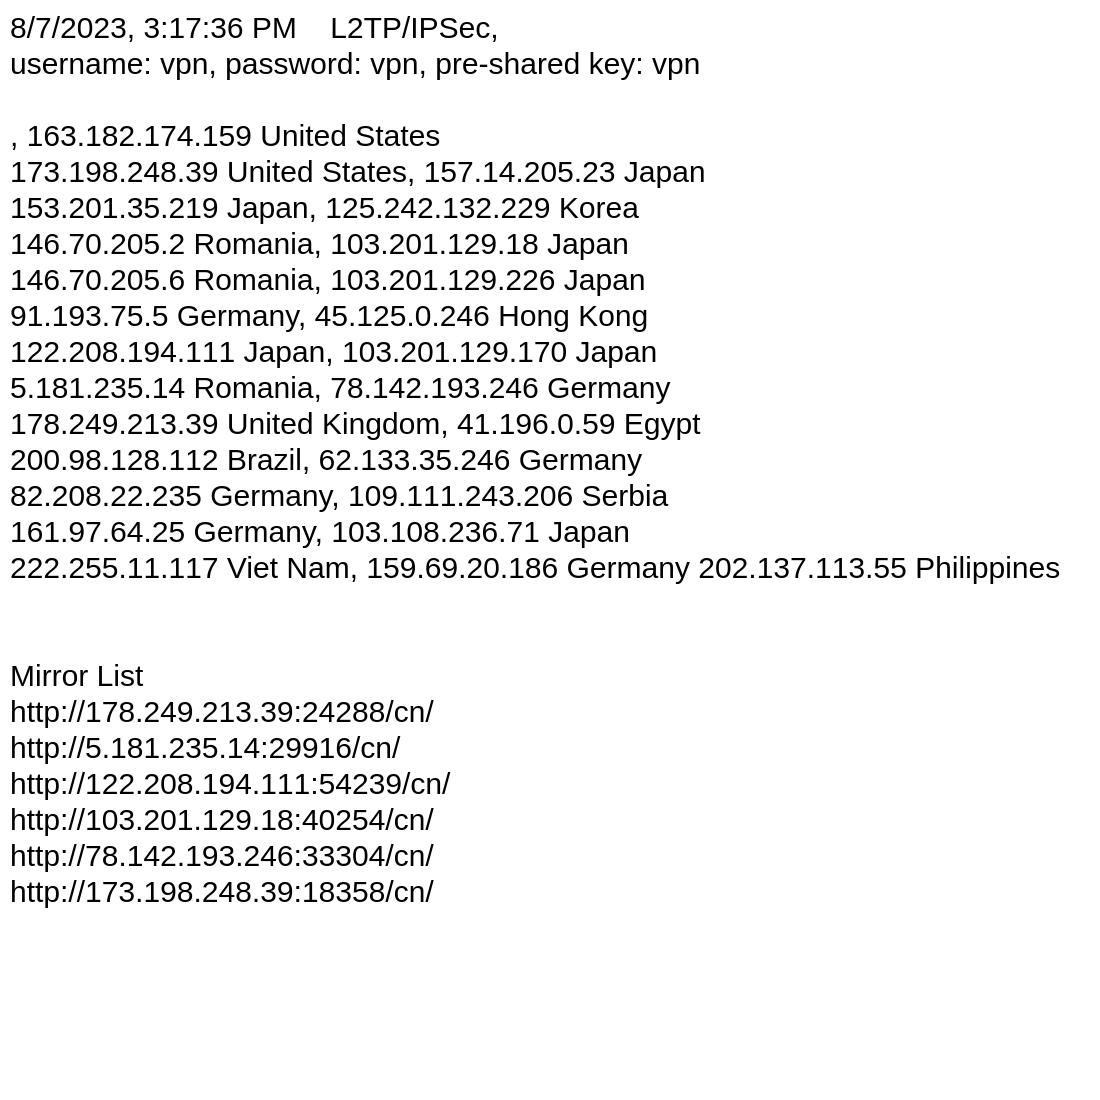 8/7/2023, 3:17:36 PM    L2TP/IPSec,
username: vpn, password: vpn, pre-shared key: vpn
, 163.182.174.159 United States
173.198.248.39 United States, 157.14.205.23 Japan
153.201.35.219 Japan, 125.242.132.229 Korea
146.70.205.2 Romania, 103.201.129.18 Japan
146.70.205.6 Romania, 103.201.129.226 Japan
91.193.75.5 Germany, 45.125.0.246 Hong Kong
122.208.194.111 Japan, 103.201.129.170 Japan
5.181.235.14 Romania, 78.142.193.246 Germany
178.249.213.39 United Kingdom, 41.196.0.59 Egypt
200.98.128.112 Brazil, 62.133.35.246 Germany
82.208.22.235 Germany, 109.111.243.206 Serbia
161.97.64.25 Germany, 103.108.236.71 Japan
222.255.11.117 Viet Nam, 159.69.20.186 Germany 202.137.113.55 Philippines
Mirror List
http://178.249.213.39:24288/cn/
http://5.181.235.14:29916/cn/
http://122.208.194.111:54239/cn/
http://103.201.129.18:40254/cn/
http://78.142.193.246:33304/cn/
http://173.198.248.39:18358/cn/